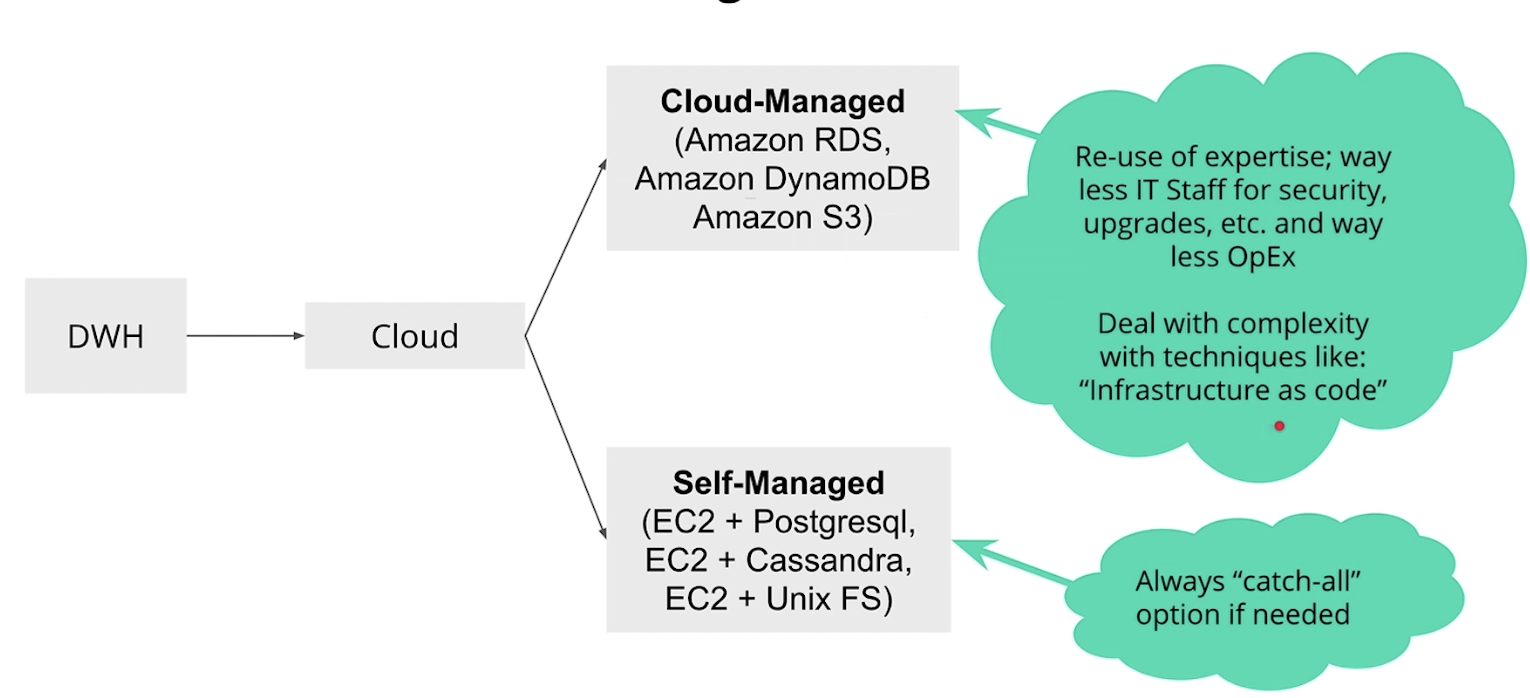 DWH
Cloud
Cloud-Managed
(Amazon RDS,
Amazon DynamoDB
Amazon S3)
Re-use of expertise; way
less IT Staff for security,
upgrades, etc. and way
less OpEx
Deal with complexity
with techniques like:
“Infrastructure as code”
Self-Managed
(EC2 + Postgresql,
EC2 + Cassandra,
EC2 + Unix FS)
Always “catch-all”
option if needed